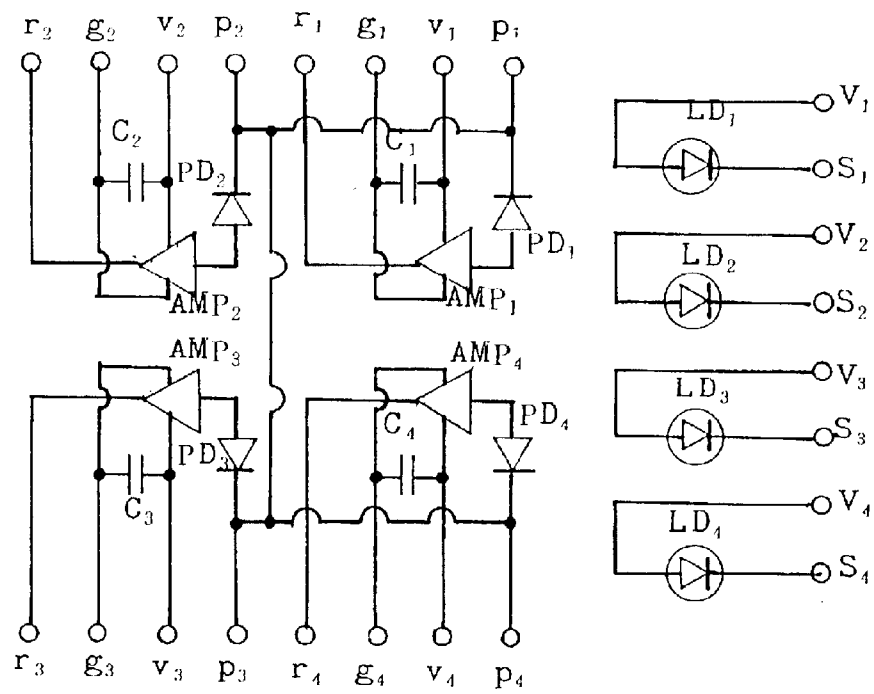 r₂ g₂ v₂ p₂ r₁ g₁ v₁ p₁
V₁
LD₁
C₂ C₁
PD₂
S₁
PD₁
V₂
LD₂
AMP₂ AMP₁
S₂
AMP₃ AMP₄
V₃
LD₃
C₄ PD₄
S₃
PD₃
C₃
V₄
LD₄
S₄
r₃ g₃ v₃ p₃ r₄ g₄ v₄ p₄